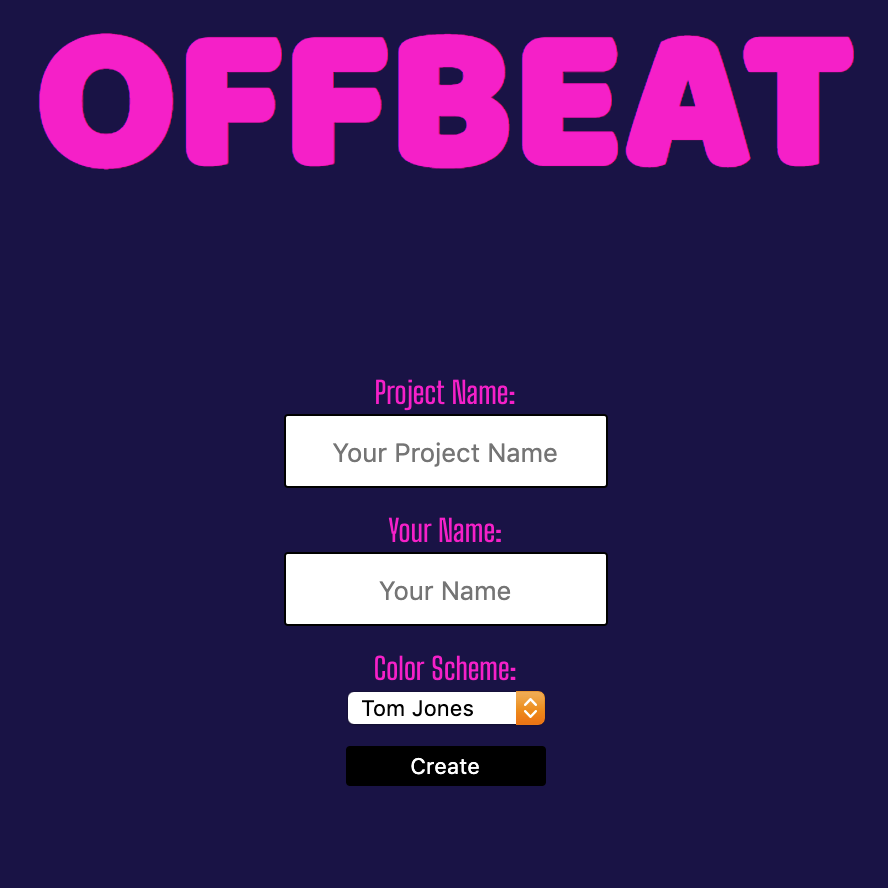 OFFBEAT
Project Name:
Your Project Name
Your Name:
Your Name
Color Scheme:
Tom Jones
Create